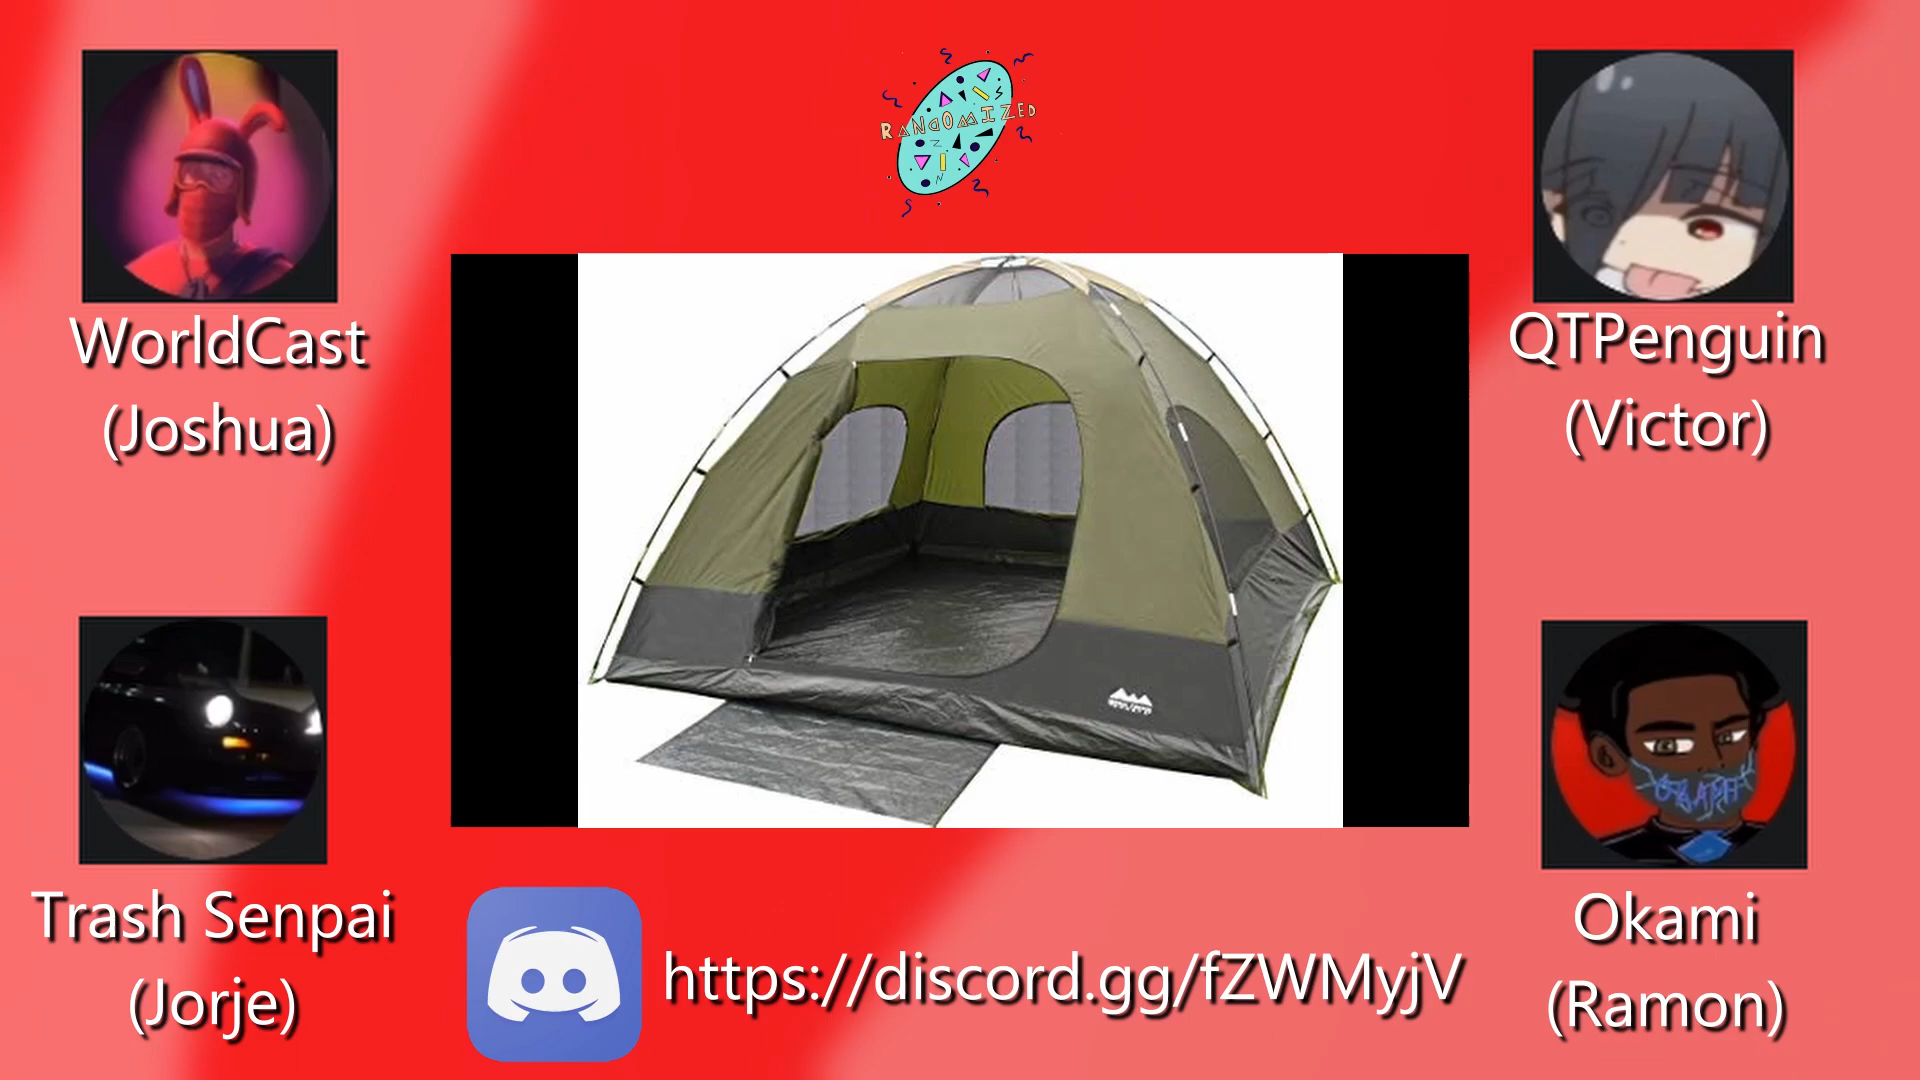 RANdOMIZED
WorldCast
(Joshua)
QTPenguin
(Victor)
Trash Senpai
(Jorje)
Okami
(Ramon)
https://discord.gg/fZWMyjV